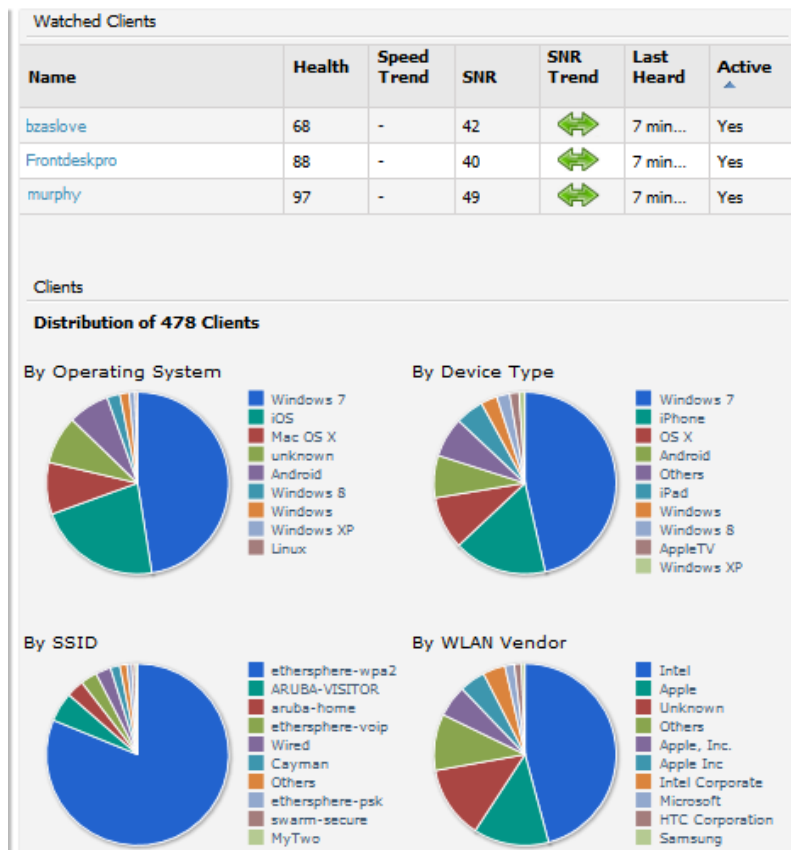 Watched Clients
Name Health Speed Trend SNR SNR Trend Last Heard Active
bzaslove 68 - 42 7 min... Yes
Frontdeskpro 88 - 40 7 min... Yes
murphy 97 - 49 7 min... Yes
Clients
Distribution of 478 Clients
By Operating System
Windows 7
iOS
Mac OS X
unknown
Android
Windows 8
Windows
Windows XP
Linux
By Device Type
Windows 7
iPhone
OS X
Android
Others
iPad
Windows
Windows 8
AppleTV
Windows XP
By SSID
ethersphere-wpa2
ARUBA-VISITOR
aruba-home
ethersphere-voip
Wired
Cayman
Others
ethersphere-psk
swarm-secure
MyTwo
By WLAN Vendor
Intel
Apple
Unknown
Others
Apple, Inc.
Apple Inc
Intel Corporate
Microsoft
HTC Corporation
Samsung